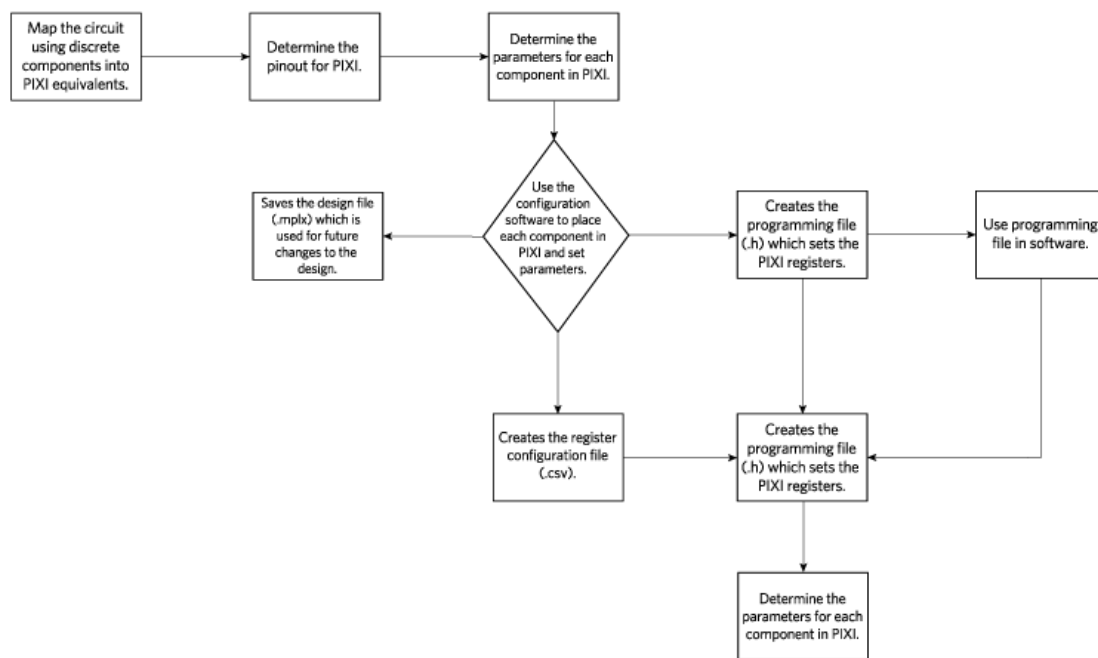 Map the circuit
using discrete
components into
PIXI equivalents.
Determine the
pinout for PIXI.
Determine the
parameters for each
component in PIXI.
Use the
configuration
software to place
each component in
PIXI and set
parameters.
Saves the design file
(.mplx) which is
used for future
changes to the
design.
Creates the
programming file
(.h) which sets the
PIXI registers.
Use programming
file in software.
Creates the register
configuration file
(.csv).
Creates the
programming file
(.h) which sets the
PIXI registers.
Determine the
parameters for each
component in PIXI.